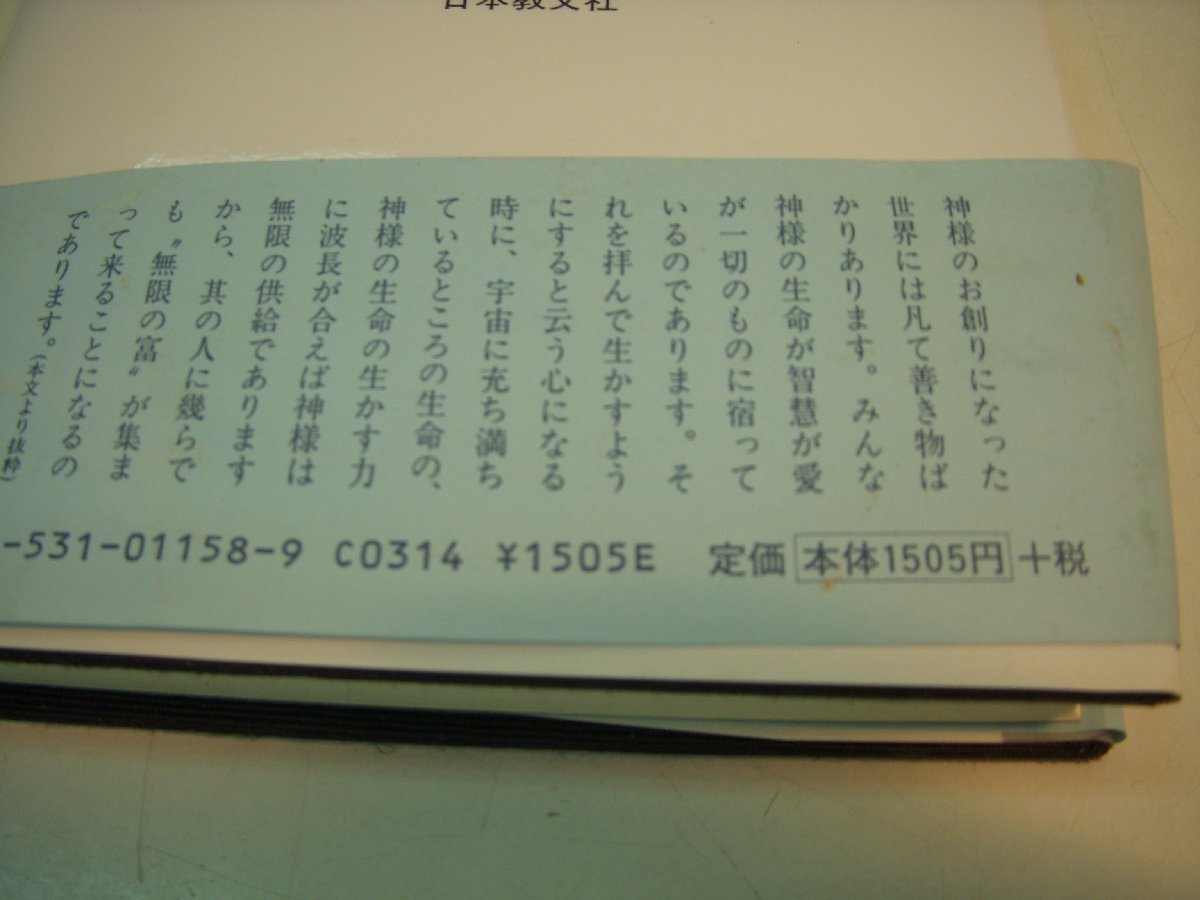 日本教文社
神様のお創りになった
世界には凡て善き物ば
かりあります。みんな
神様の生命が智慧が愛
が一切のものに宿って
いるのであります。そ
れを拝んで生かすよう
にすると云う心になる
時に、宇宙に充ち満ち
ているところの生命の、
神様の生命の生かす力
に波長が合えば神様は
無限の供給であります
から、其の人に幾らで
も〝無限の富〟が集ま
って来ることになるの
であります。(本文より抜粋)
-531-01158-9 C0314 ¥1505E 定価 本体1505円+税